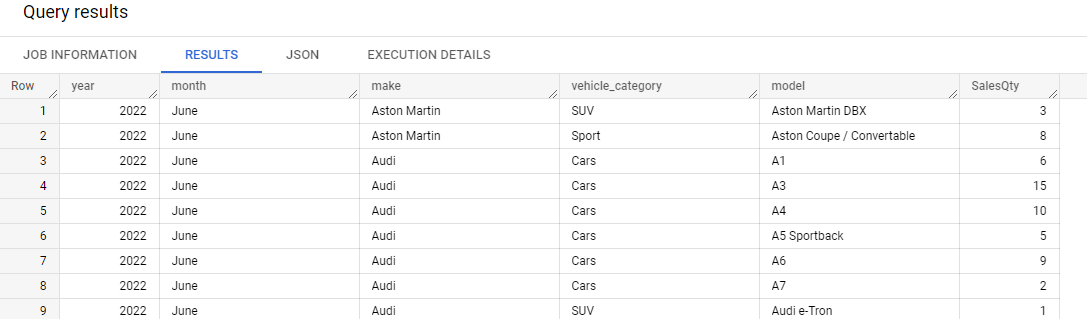 Query results
JOB INFORMATION RESULTS JSON EXECUTION DETAILS
Row year month make vehicle_category model SalesQty
1 2022 June Aston Martin SUV Aston Martin DBX 3
2 2022 June Aston Martin Sport Aston Coupe / Convertable 8
3 2022 June Audi Cars A1 6
4 2022 June Audi Cars A3 15
5 2022 June Audi Cars A4 10
6 2022 June Audi Cars A5 Sportback 5
7 2022 June Audi Cars A6 9
8 2022 June Audi Cars A7 2
9 2022 June Audi SUV Audi e-Tron 1